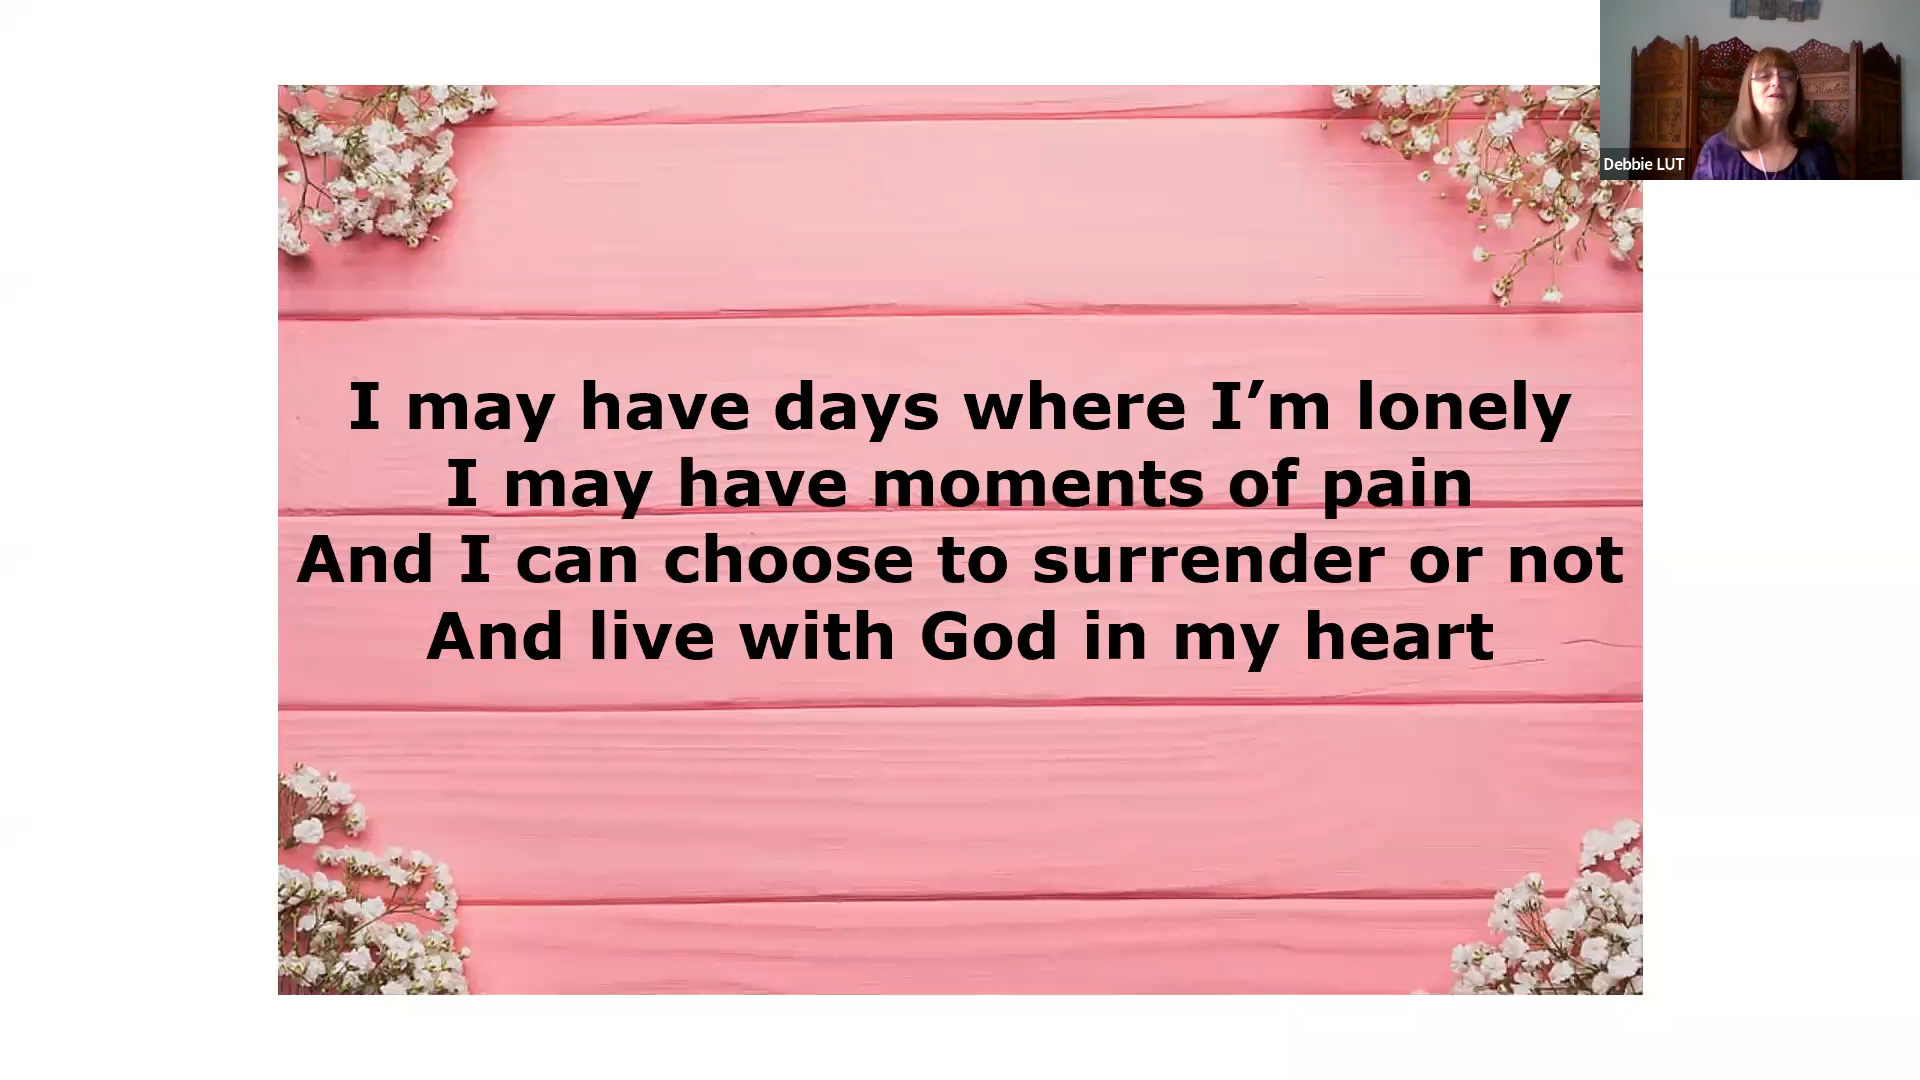 I may have days where I’m lonely
I may have moments of pain
And I can choose to surrender or not
And live with God in my heart
Debbie LUT